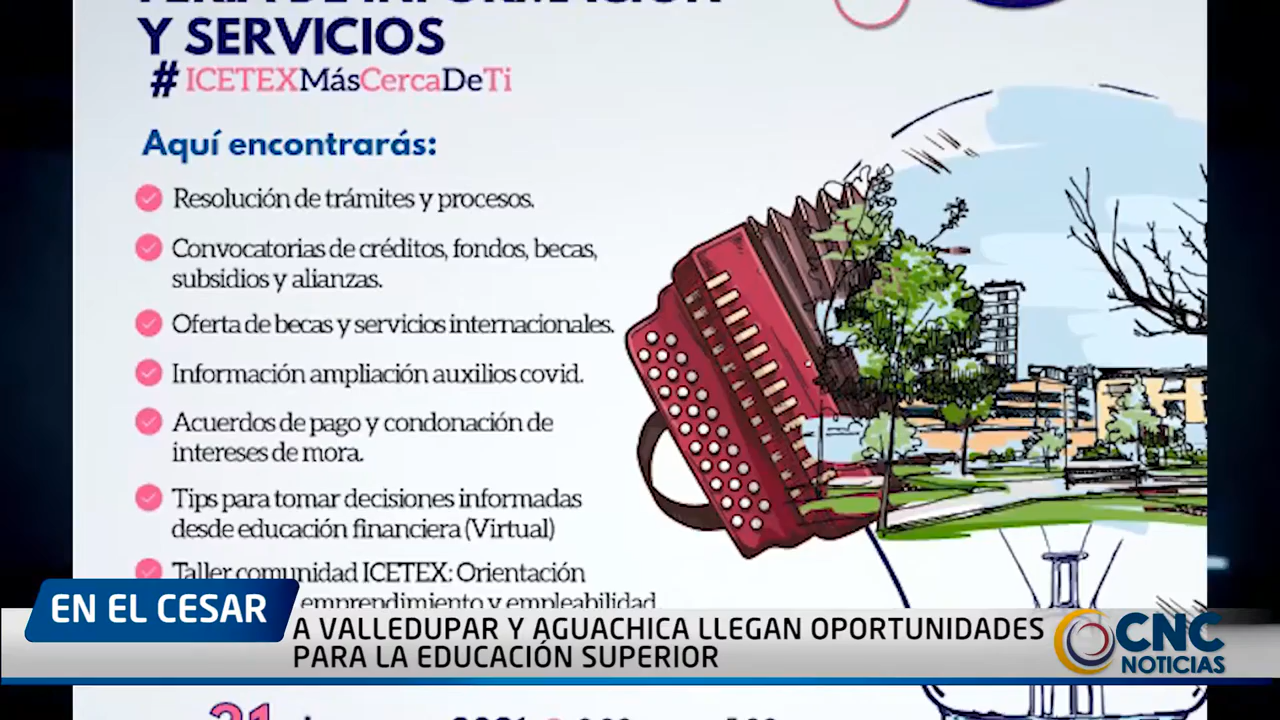 Y SERVICIOS
#ICETEXMásCercaDeTi
Aquí encontrarás:
Resolución de trámites y procesos.
Convocatorias de créditos, fondos, becas,
subsidios y alianzas.
Oferta de becas y servicios internacionales.
Información ampliación auxilios covid.
Acuerdos de pago y condonación de
intereses de mora.
Tips para tomar decisiones informadas
desde educación financiera (Virtual)
Taller comunidad ICETEX: Orientación
emprendimiento y empleabilidad
EN EL CESAR
A VALLEDUPAR Y AGUACHICA LLEGAN OPORTUNIDADES
PARA LA EDUCACIÓN SUPERIOR
CNC
NOTICIAS